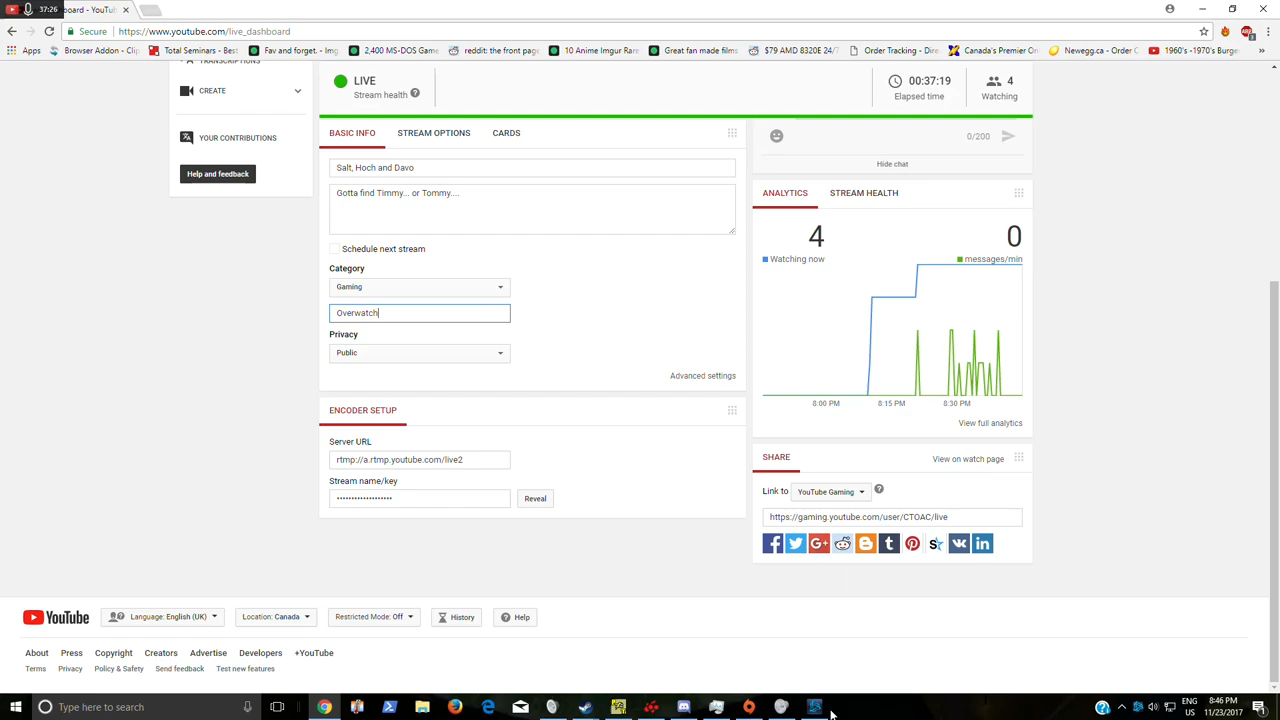 37:26
board - You
Secure https://www.youtube.com/live_dashboard
Apps Browser Addon - Clip Total Seminars - Best Fav and forget. - Img 2,400 MS-DOS Game reddit: the front page 10 Anime Imgur Rare Great fan made films $79 AMD 8320E 24/7 Order Tracking - Dire Canada's Premier On Newegg.ca - Order C 1960's -1970's Burge
TRANSCRIPTIONS
CREATE
YOUR CONTRIBUTIONS
Help and feedback
LIVE
Stream health
00:37:19
Elapsed time
4
Watching
BASIC INFO STREAM OPTIONS CARDS
Salt, Hoch and Davo
Gotta find Timmy... or Tommy....
Schedule next stream
Category
Gaming
Overwatch
Privacy
Public
Advanced settings
ENCODER SETUP
Server URL
rtmp://a.rtmp.youtube.com/live2
Stream name/key
•••••••••••••••••••
Reveal
0/200
Hide chat
ANALYTICS STREAM HEALTH
4
Watching now
0
messages/min
8:00 PM 8:15 PM 8:30 PM
View full analytics
SHARE
View on watch page
Link to YouTube Gaming
https://gaming.youtube.com/user/CTOAC/live
YouTube Language: English (UK) Location: Canada Restricted Mode: Off History Help
About Press Copyright Creators Advertise Developers +YouTube
Terms Privacy Policy & Safety Send feedback Test new features
Type here to search
ENG
US
8:46 PM
11/23/2017